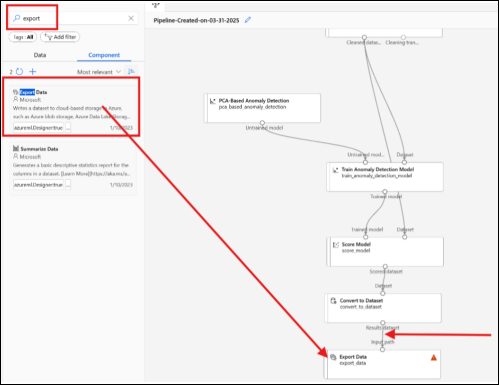 export
Tags : All
Add filter
Data
Component
2
Most relevant
Export Data
Microsoft
Writes a dataset to cloud-based storage in Azure,
such as Azure blob storage, Azure Data Lake Storag...
azureml.Designer:true ...
1/10/2023
Summarize Data
Microsoft
Generates a basic descriptive statistics report for the
columns in a dataset. [Learn More](https://aka.ms/a...
azureml.Designer:true ...
1/10/2023
Pipeline-Created-on-03-31-2025
Cleaned datas...
Cleaning tran...
PCA-Based Anomaly Detection
pca_based_anomaly_detection
Untrained model
Untrained mod...
Dataset
Train Anomaly Detection Model
train_anomaly_detection_model
Trained model
Trained model
Dataset
Score Model
score_model
Scored dataset
Dataset
Convert to Dataset
convert_to_dataset
Results dataset
Input path
Export Data
export_data